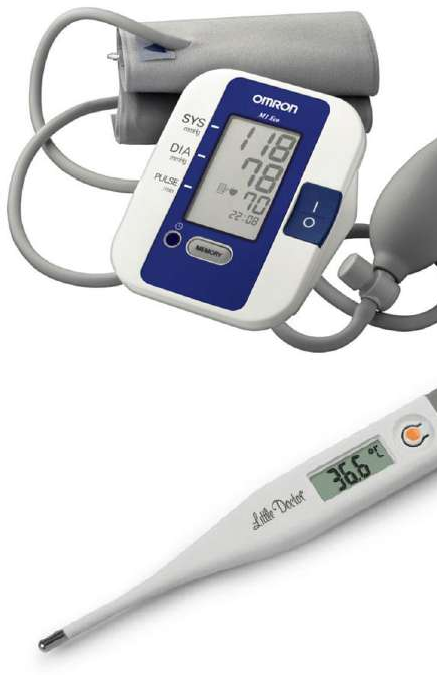 OMRON
M1 Eco
SYS
mmHg
118
DIA
mmHg
78
PULSE
/min
70
22:08
I
O
MEMORY
36.6 °C
Little Doctor®